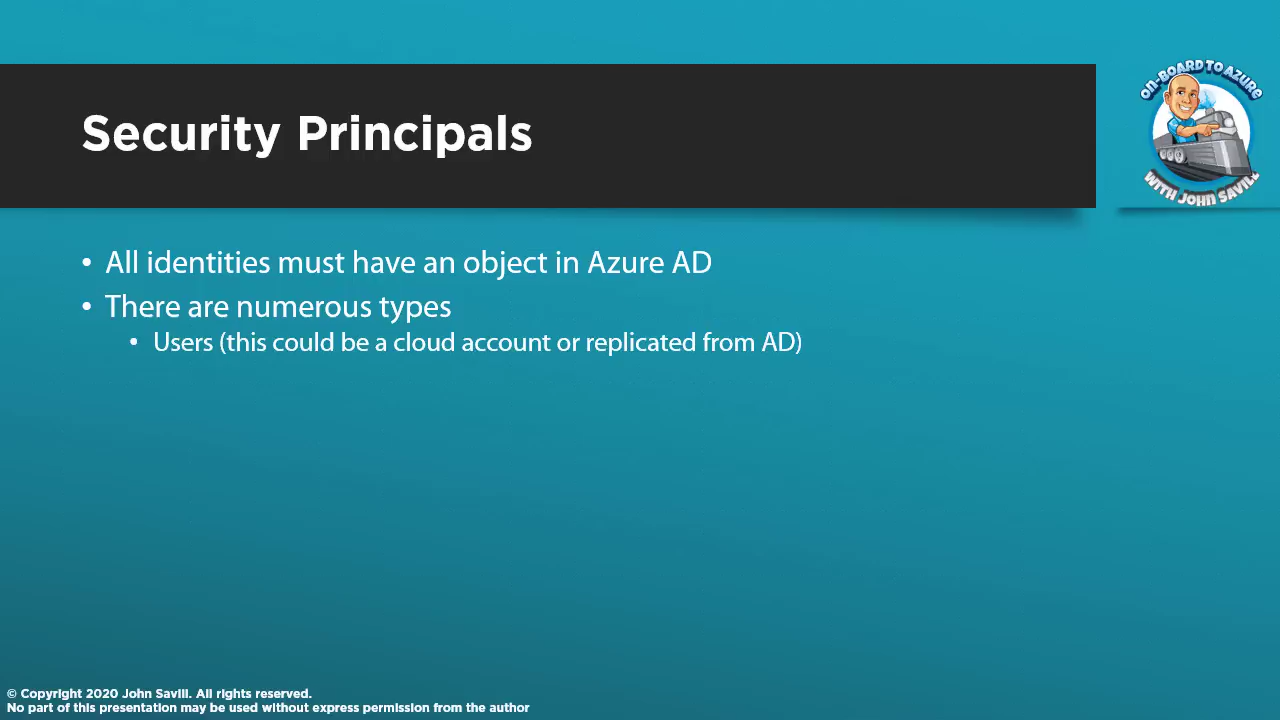 Security Principals
ON-BOARD TO AZURE
WITH JOHN SAVILL
• All identities must have an object in Azure AD
• There are numerous types
• Users (this could be a cloud account or replicated from AD)
© Copyright 2020 John Savill. All rights reserved.
No part of this presentation may be used without express permission from the author